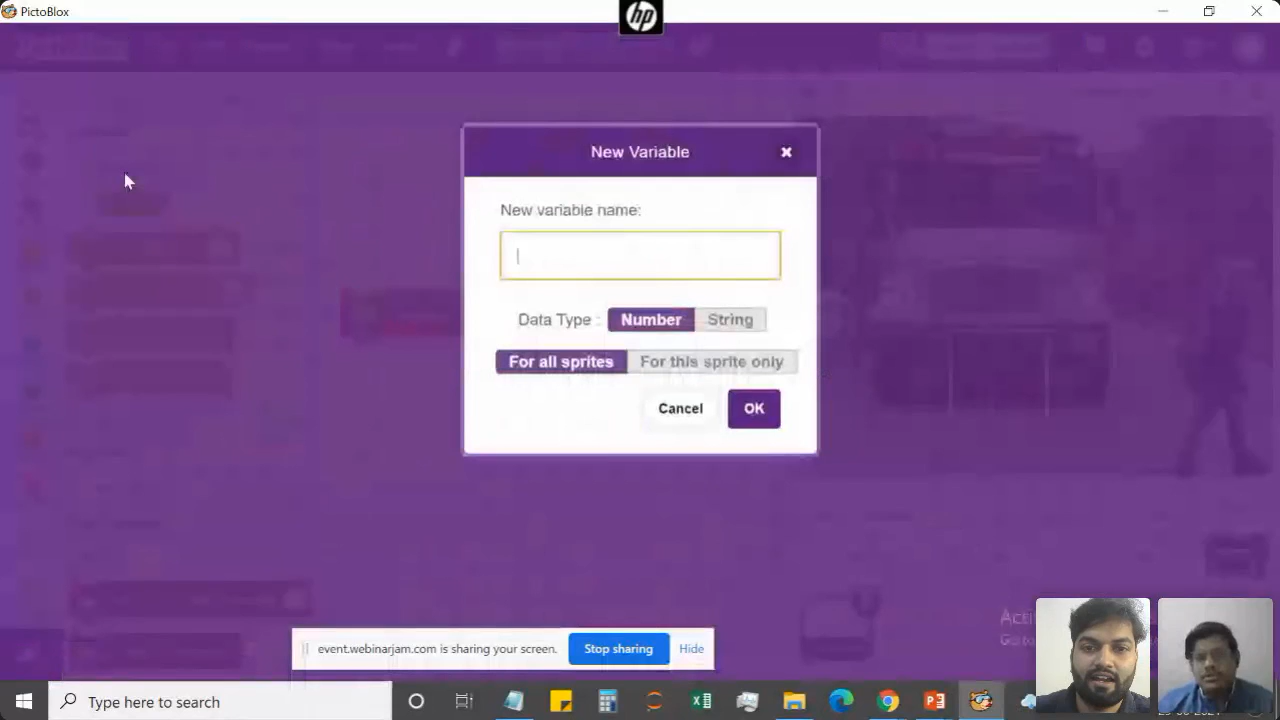 PictoBlox
hp
New Variable
New variable name:
Data Type : Number String
For all sprites For this sprite only
Cancel OK
event.webinarjam.com is sharing your screen. Stop sharing Hide
Type here to search